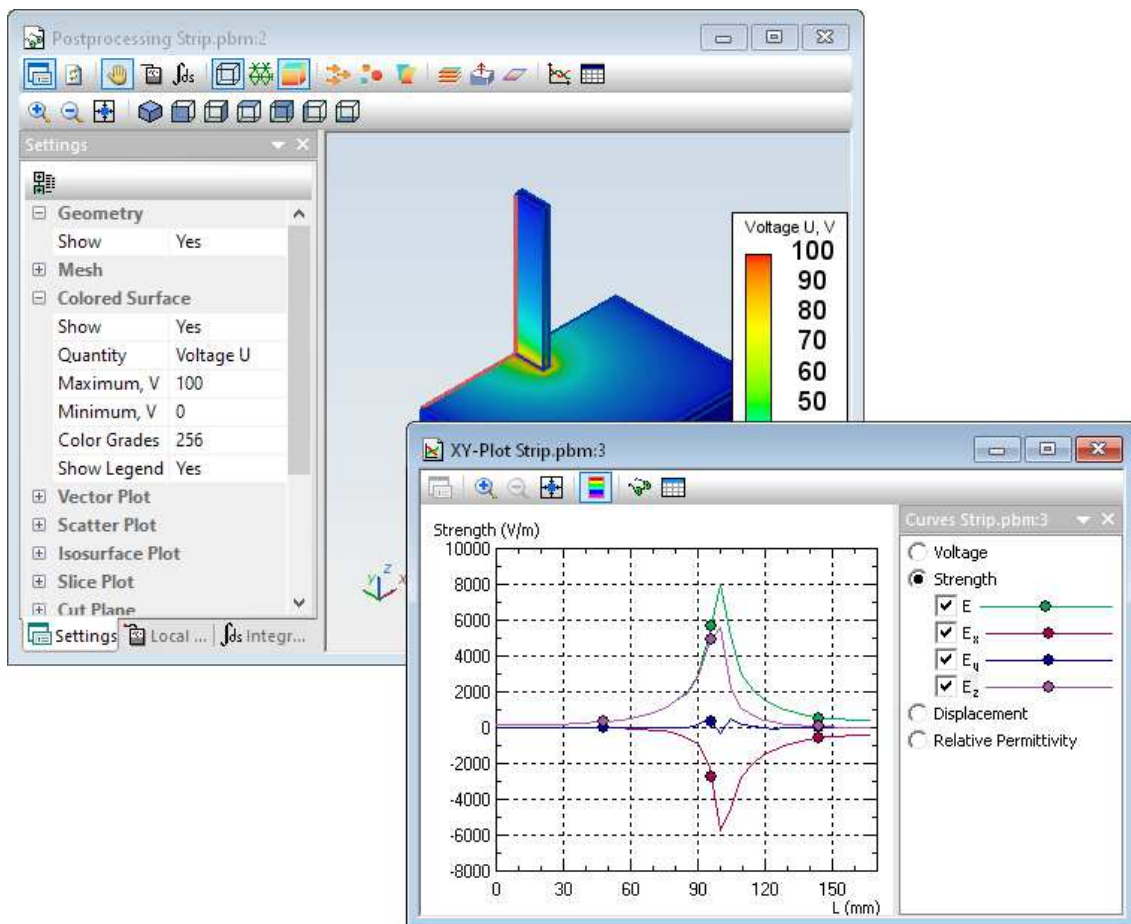 Postprocessing Strip.pbm:2
∫ds
Settings
Geometry
Show Yes
Mesh
Colored Surface
Show Yes
Quantity Voltage U
Maximum, V 100
Minimum, V 0
Color Grades 256
Show Legend Yes
Vector Plot
Scatter Plot
Isosurface Plot
Slice Plot
Cut Plane
Settings Local ... ∫ds Integr...
Voltage U, V
100
90
80
70
60
50
z
y x
XY-Plot Strip.pbm:3
Strength (V/m)
10000
8000
6000
4000
2000
0
-2000
-4000
-6000
-8000
0 30 60 90 120 150
L (mm)
Curves Strip.pbm:3
Voltage
Strength
E
Ex
Ey
Ez
Displacement
Relative Permittivity